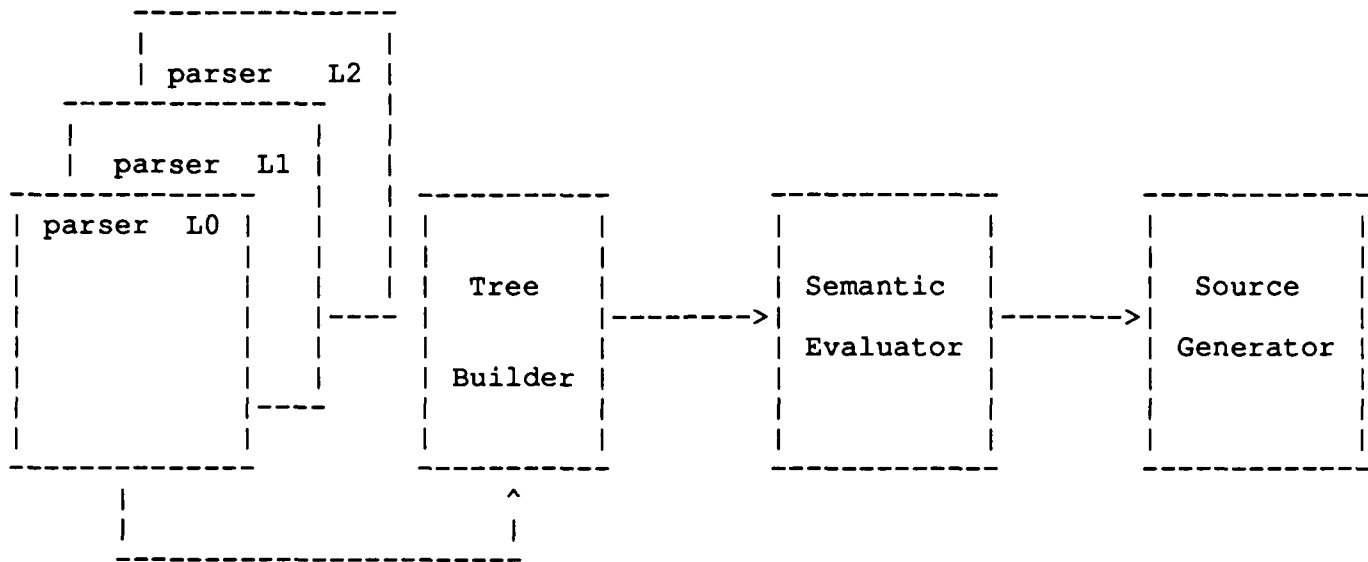 parser L2
parser L1
parser L0
Tree
Builder
Semantic
Evaluator
Source
Generator